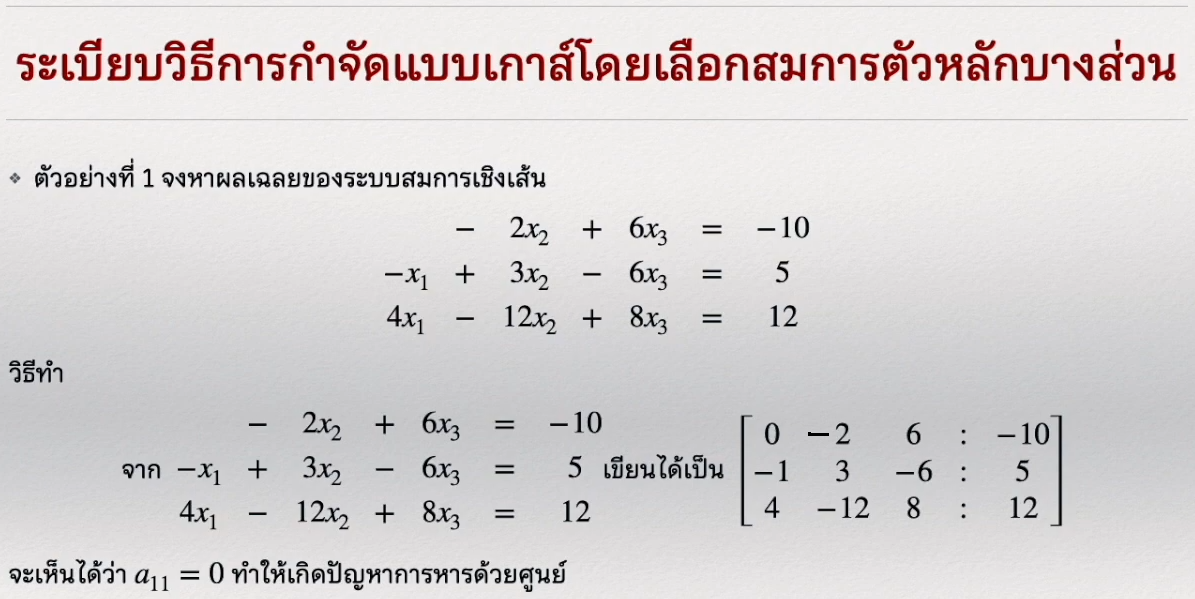 ระเบียบวิธีการกำจัดแบบเกาส์โดยเลือกสมการตัวหลักบางส่วน
❖ ตัวอย่างที่ 1 จงหาผลเฉลยของระบบสมการเชิงเส้น
− 2x₂ + 6x₃ = −10
−x₁ + 3x₂ − 6x₃ = 5
4x₁ − 12x₂ + 8x₃ = 12
วิธีทำ
− 2x₂ + 6x₃ = −10 [ 0 −2 6 : −10 ]
จาก −x₁ + 3x₂ − 6x₃ = 5 เขียนได้เป็น [ −1 3 −6 : 5 ]
4x₁ − 12x₂ + 8x₃ = 12 [ 4 −12 8 : 12 ]
จะเห็นได้ว่า a₁₁ = 0 ทำให้เกิดปัญหาการหารด้วยศูนย์